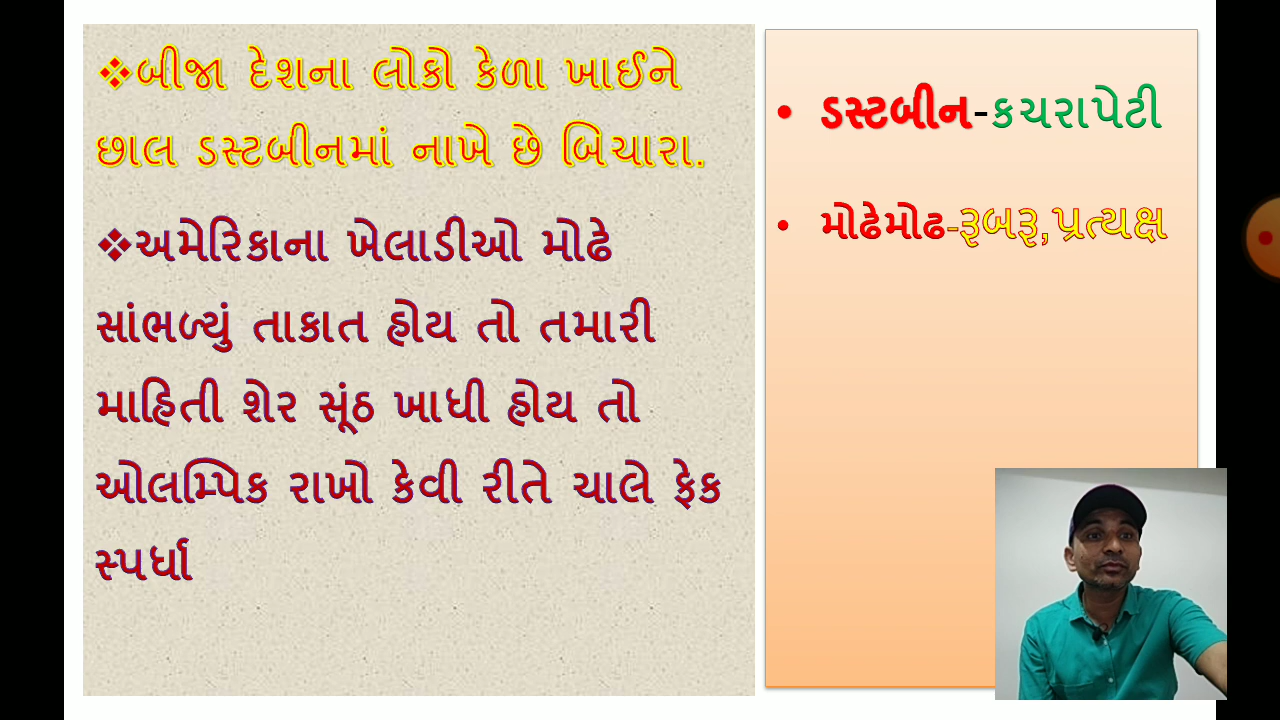 ❖બીજા દેશના લોકો કેળા ખાઈને
છાલ ડસ્ટબીનમાં નાખે છે બિચારા.
❖અમેરિકાના ખેલાડીઓ મોઢે
સાંભળ્યું તાકાત હોય તો તમારી
માહિતી શેર સૂંઠ ખાધી હોય તો
ઓલમ્પિક રાખો કેવી રીતે ચાલે ફેક
સ્પર્ધા
• ડસ્ટબીન-કચરાપેટી
• મોઢેમોઢ-રૂબરૂ,પ્રત્યક્ષ